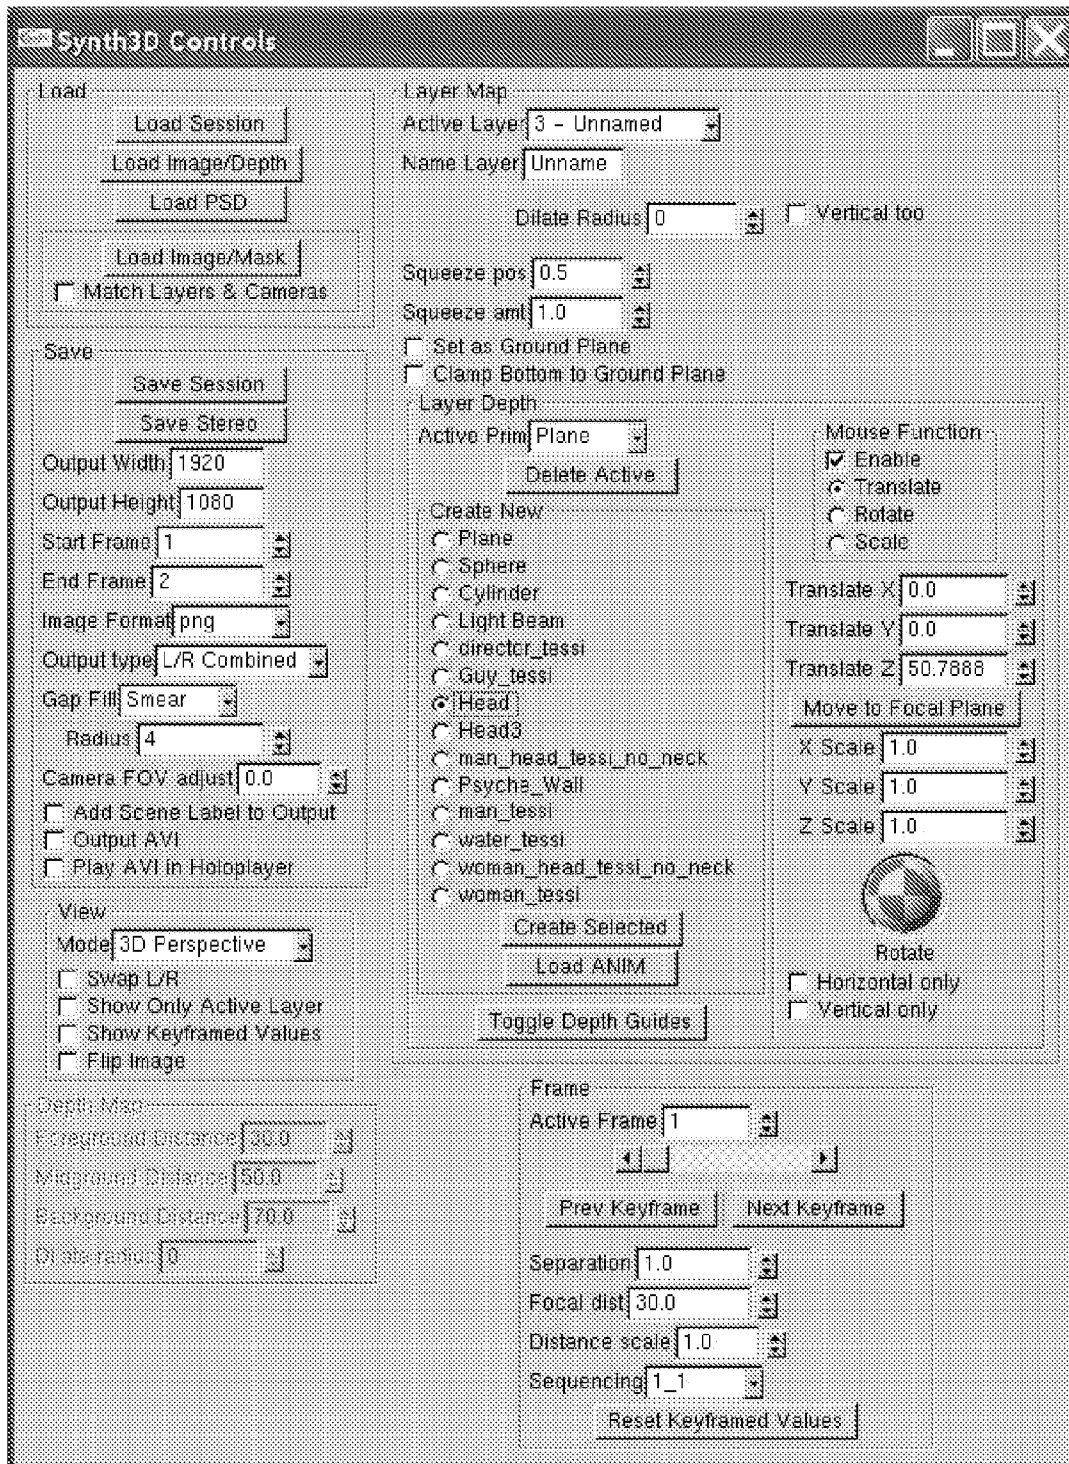 Synth3D Controls
Load
Load Session
Load Image/Depth
Load PSD
Load Image/Mask
Match Layers & Cameras
Save
Save Session
Save Stereo
Output Width 1920
Output Height 1080
Start Frame 1
End Frame 2
Image Format png
Output type L/R Combined
Gap Fill Smear
Radius 4
Camera FOV adjust 0.0
Add Scene Label to Output
Output AVI
Play AVI in Holoplayer
View
Mode 3D Perspective
Swap L/R
Show Only Active Layer
Show Keyframed Values
Flip Image
Depth Map
Foreground Distance 30.0
Midground Distance 50.0
Background Distance 70.0
Dilate radius 0
Layer Map
Active Layer 3 - Unnamed
Name Layer Unname
Dilate Radius 0
Vertical too
Squeeze pos 0.5
Squeeze amt 1.0
Set as Ground Plane
Clamp Bottom to Ground Plane
Layer Depth
Active Prim Plane
Delete Active
Create New
Plane
Sphere
Cylinder
Light Beam
director_tessi
Guy_tessi
Head
Head3
man_head_tessi_no_neck
Psyche_Wall
man_tessi
water_tessi
woman_head_tessi_no_neck
woman_tessi
Create Selected
Load ANIM
Toggle Depth Guides
Mouse Function
Enable
Translate
Rotate
Scale
Translate X 0.0
Translate Y 0.0
Translate Z 50.7888
Move to Focal Plane
X Scale 1.0
Y Scale 1.0
Z Scale 1.0
Rotate
Horizontal only
Vertical only
Frame
Active Frame 1
Prev Keyframe
Next Keyframe
Separation 1.0
Focal dist 30.0
Distance scale 1.0
Sequencing 1_1
Reset Keyframed Values